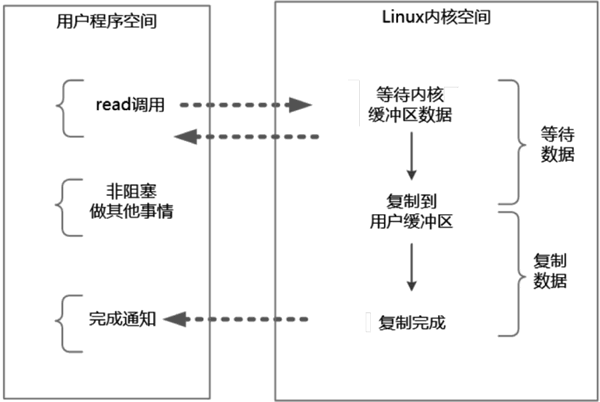 用户程序空间
read调用
非阻塞
做其他事情
完成通知
Linux内核空间
等待内核
缓冲区数据
复制到
用户缓冲区
复制完成
等待
数据
复制
数据